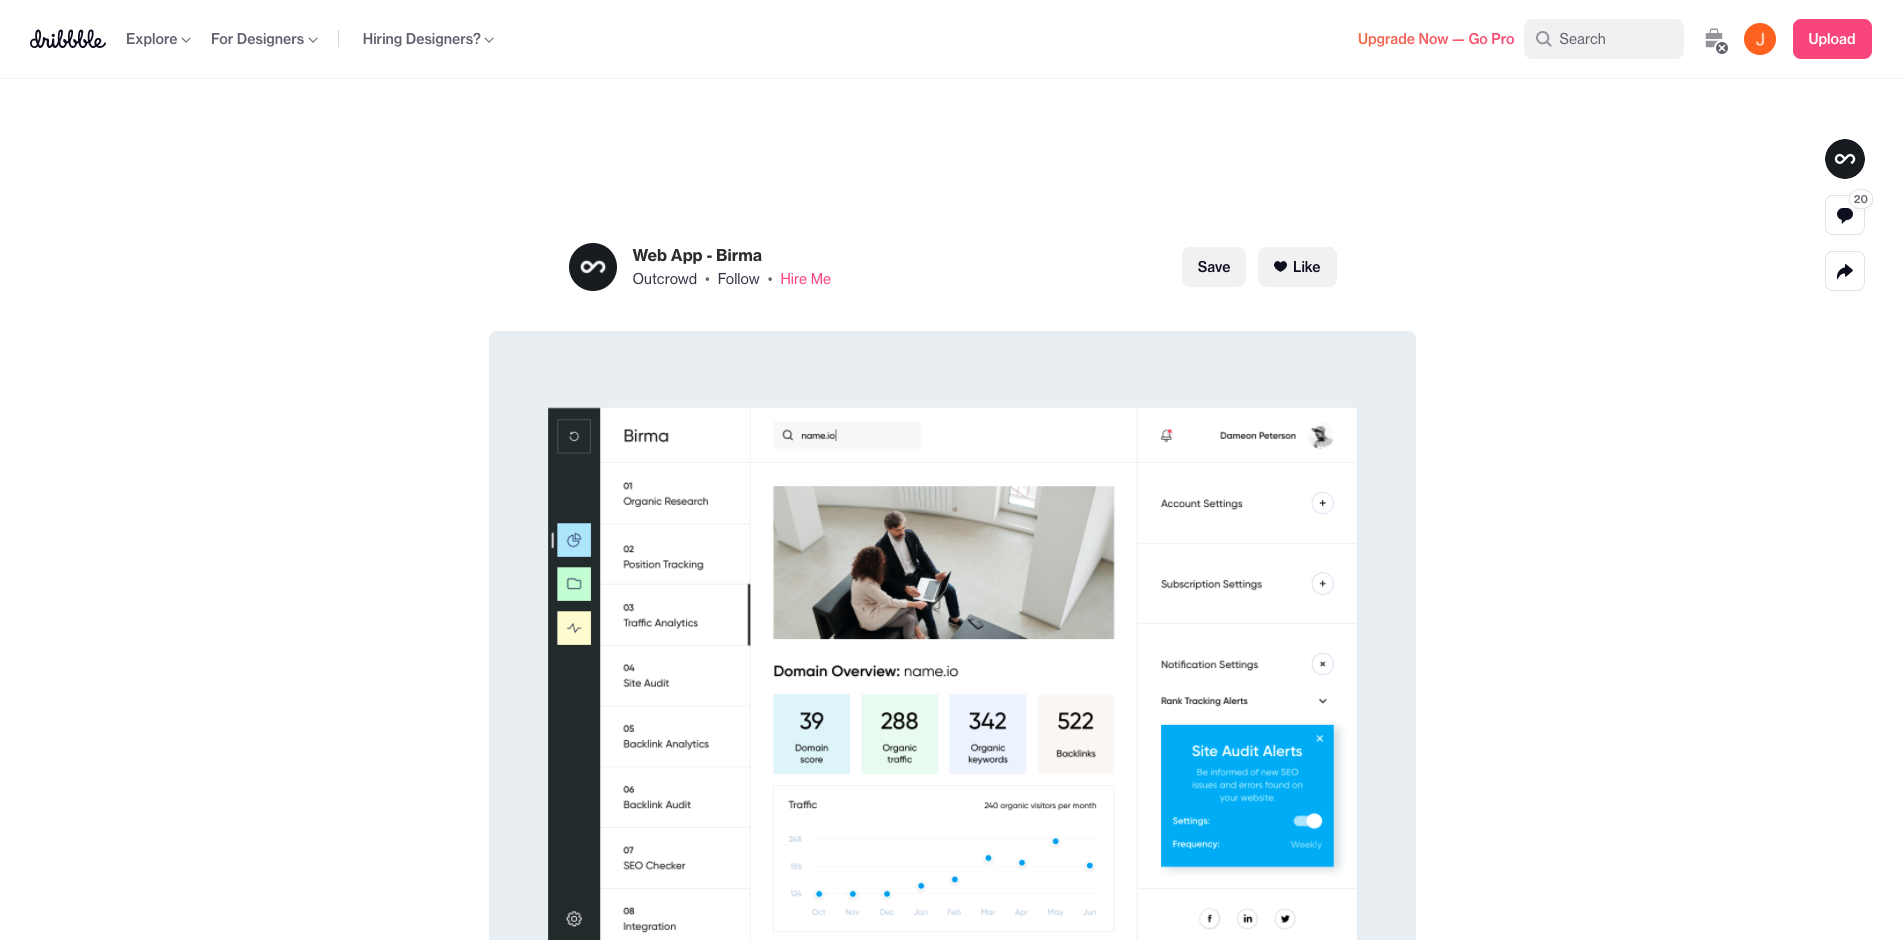 dribbble
Explore
For Designers
Hiring Designers?
Upgrade Now — Go Pro
Search
J
Upload
20
Web App - Birma
Outcrowd • Follow • Hire Me
Save
Like
Birma
name.io
Dameon Peterson
01
Organic Research
02
Position Tracking
03
Traffic Analytics
04
Site Audit
05
Backlink Analytics
06
Backlink Audit
07
SEO Checker
08
Integration
Domain Overview: name.io
39
Domain
score
288
Organic
traffic
342
Organic
keywords
522
Backlinks
Traffic
240 organic visitors per month
248
186
124
Oct Nov Dec Jan Feb Mar Apr May Jun
Account Settings
Subscription Settings
Notification Settings
Rank Tracking Alerts
Site Audit Alerts
Be informed of new SEO
issues and errors found on
your website.
Settings:
Frequency: Weekly
f in